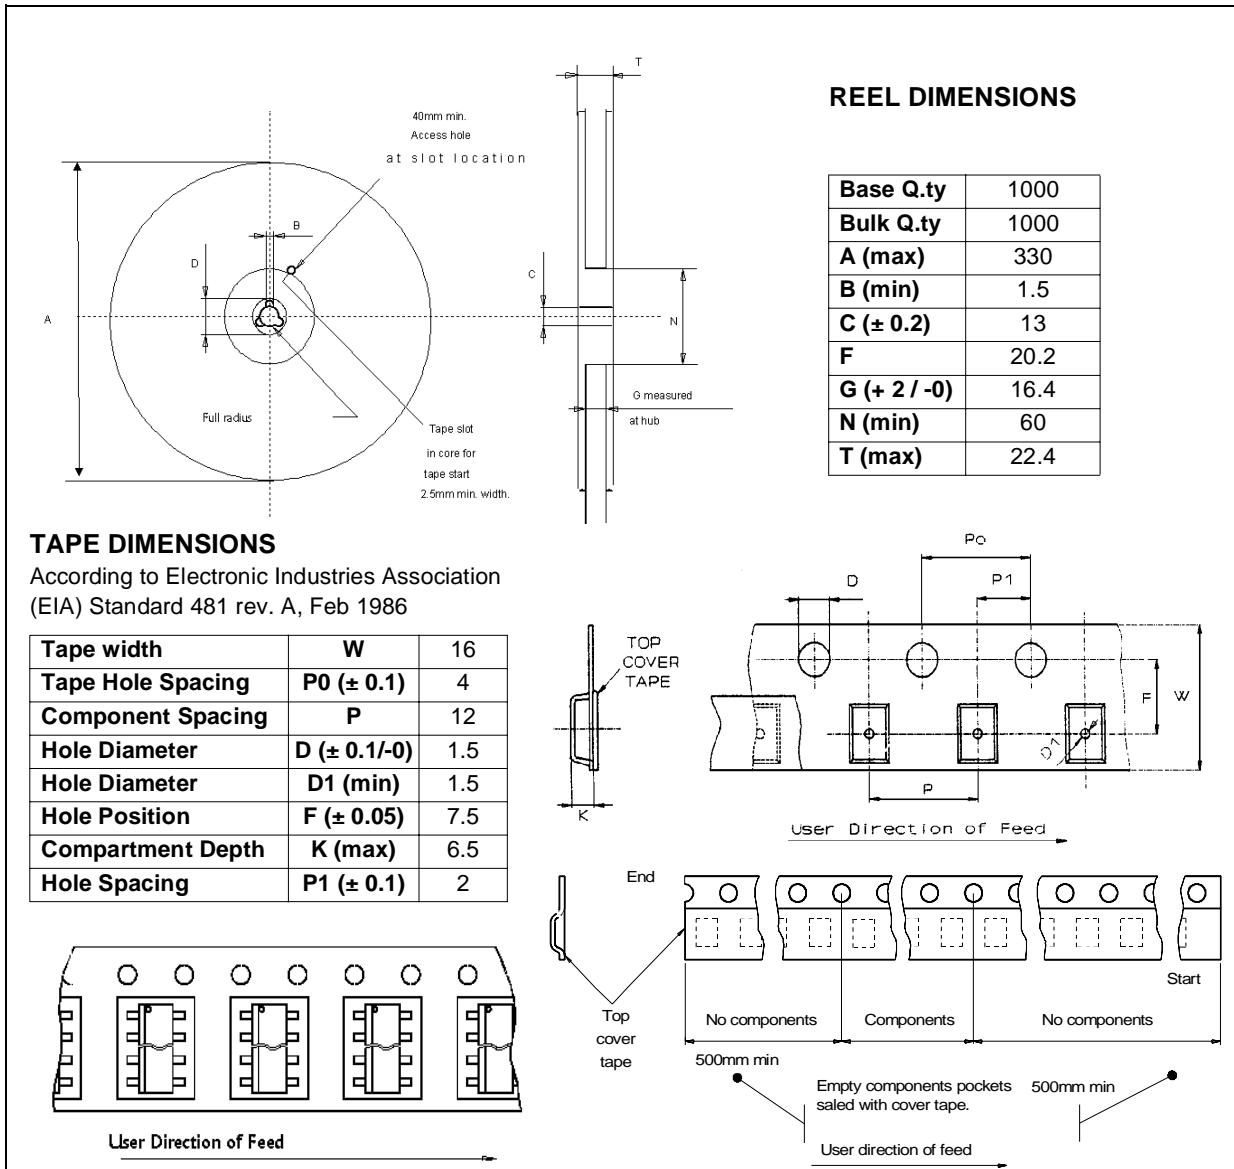 REEL DIMENSIONS
T
40mm min.
Access hole
at slot location
B
D
A
C
N
Full radius
G measured
at hub
Tape slot
in core for
tape start
2.5mm min. width.
Base Q.ty 1000
Bulk Q.ty 1000
A (max) 330
B (min) 1.5
C (± 0.2) 13
F 20.2
G (+ 2 / -0) 16.4
N (min) 60
T (max) 22.4
TAPE DIMENSIONS
According to Electronic Industries Association
(EIA) Standard 481 rev. A, Feb 1986
Tape width W 16
Tape Hole Spacing P0 (± 0.1) 4
Component Spacing P 12
Hole Diameter D (± 0.1/-0) 1.5
Hole Diameter D1 (min) 1.5
Hole Position F (± 0.05) 7.5
Compartment Depth K (max) 6.5
Hole Spacing P1 (± 0.1) 2
TOP
COVER
TAPE
K
Po
D
P1
F
W
D1
P
User Direction of Feed
End
Start
Top
cover
tape
No components
Components
No components
500mm min
Empty components pockets
saled with cover tape.
500mm min
User direction of feed
User Direction of Feed